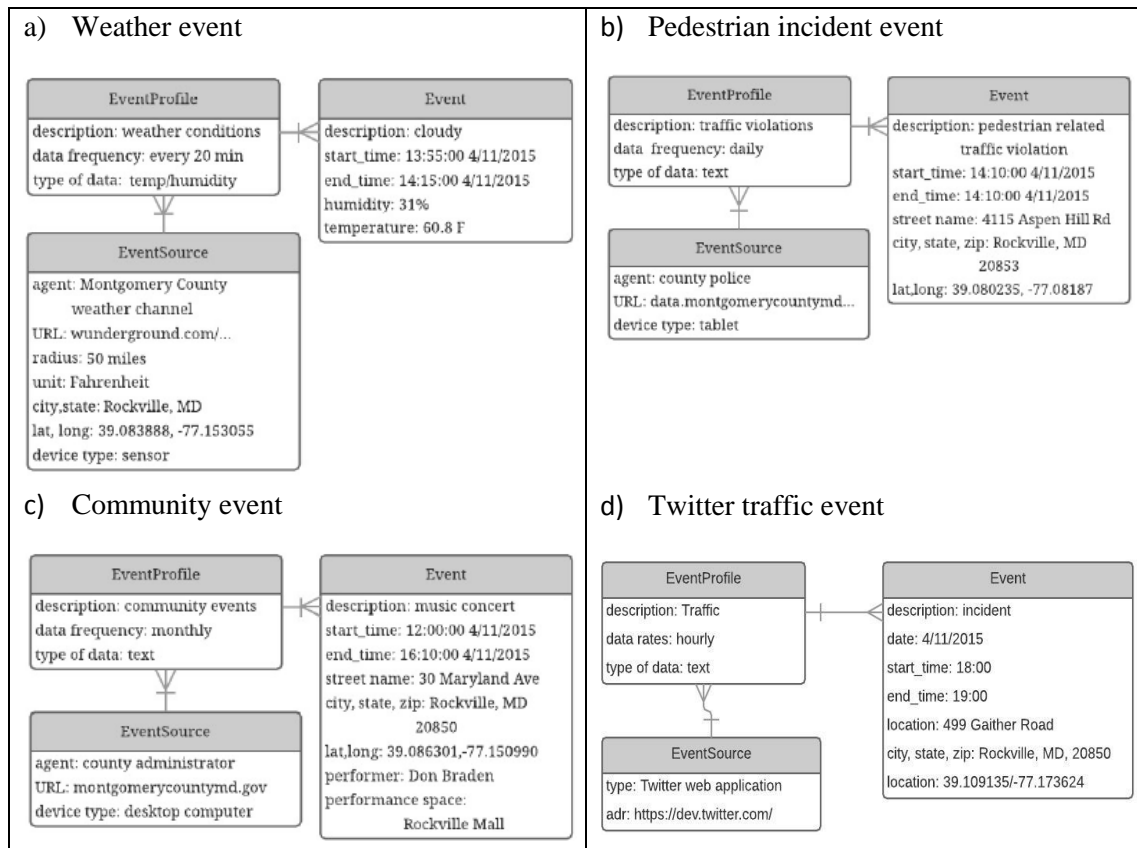 a) Weather event
EventProfile
description: weather conditions
data frequency: every 20 min
type of data: temp/humidity
Event
description: cloudy
start_time: 13:55:00 4/11/2015
end_time: 14:15:00 4/11/2015
humidity: 31%
temperature: 60.8 F
EventSource
agent: Montgomery County
weather channel
URL: wunderground.com/...
radius: 50 miles
unit: Fahrenheit
city,state: Rockville, MD
lat, long: 39.083888, -77.153055
device type: sensor
b) Pedestrian incident event
EventProfile
description: traffic violations
data frequency: daily
type of data: text
Event
description: pedestrian related
traffic violation
start_time: 14:10:00 4/11/2015
end_time: 14:10:00 4/11/2015
street name: 4115 Aspen Hill Rd
city, state, zip: Rockville, MD
20853
lat,long: 39.080235, -77.08187
EventSource
agent: county police
URL: data.montgomerycountymd...
device type: tablet
c) Community event
EventProfile
description: community events
data frequency: monthly
type of data: text
Event
description: music concert
start_time: 12:00:00 4/11/2015
end_time: 16:10:00 4/11/2015
street name: 30 Maryland Ave
city, state, zip: Rockville, MD
20850
lat,long: 39.086301,-77.150990
performer: Don Braden
performance space:
Rockville Mall
EventSource
agent: county administrator
URL: montgomerycountymd.gov
device type: desktop computer
d) Twitter traffic event
EventProfile
description: Traffic
data rates: hourly
type of data: text
Event
description: incident
date: 4/11/2015
start_time: 18:00
end_time: 19:00
location: 499 Gaither Road
city, state, zip: Rockville, MD, 20850
location: 39.109135/-77.173624
EventSource
type: Twitter web application
adr: https://dev.twitter.com/